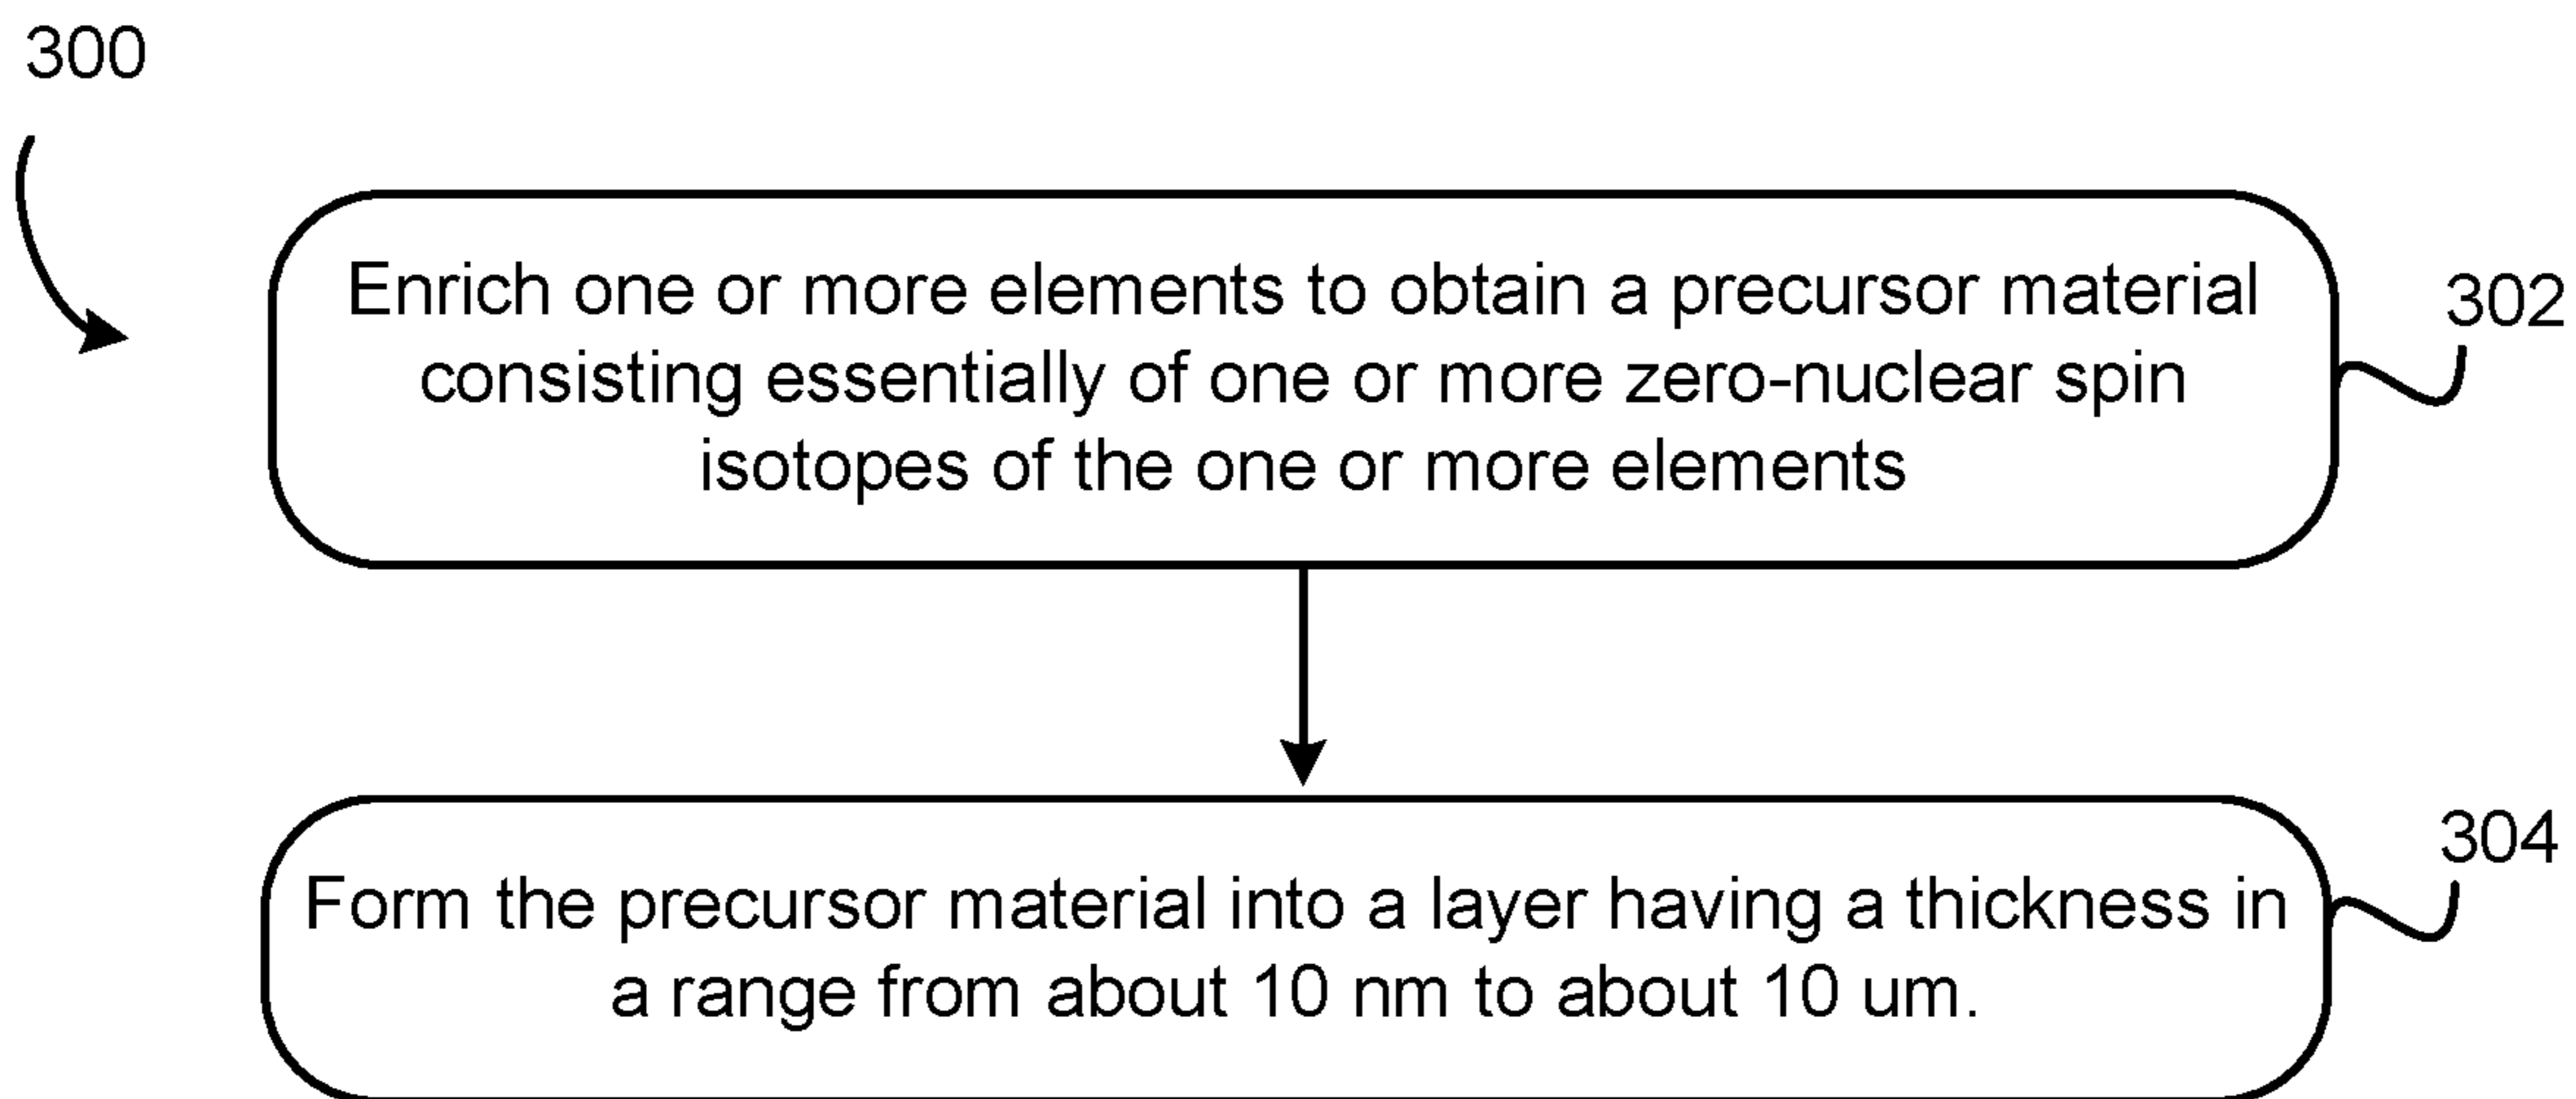 300
Enrich one or more elements to obtain a precursor material
consisting essentially of one or more zero-nuclear spin
isotopes of the one or more elements
302
Form the precursor material into a layer having a thickness in
a range from about 10 nm to about 10 um.
304